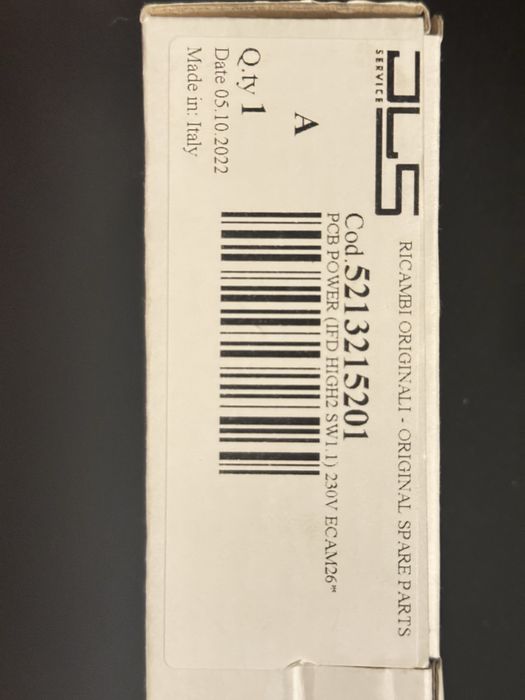 DLS
SERVICE
RICAMBI ORIGINALI - ORIGINAL SPARE PARTS
Cod.5213215201
PCB POWER (IFD HIGH2 SW1.1) 230V ECAM26*
A
Q.ty 1
Date 05.10.2022
Made in: Italy